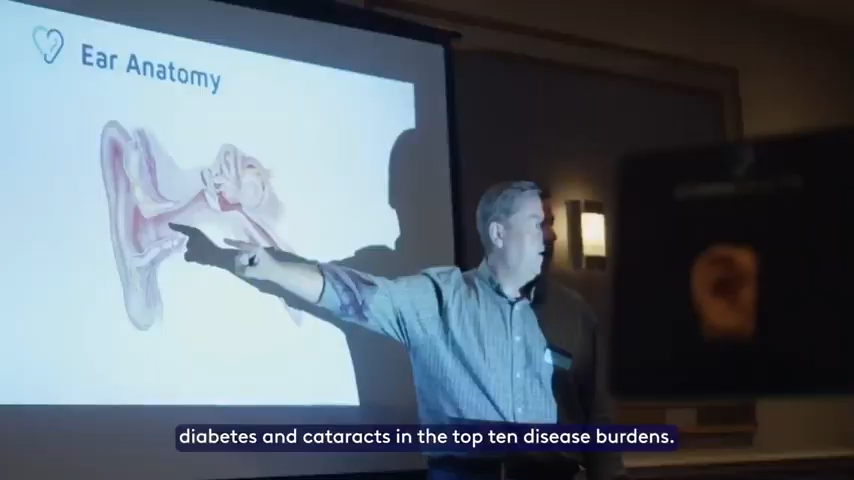 Ear Anatomy
diabetes and cataracts in the top ten disease burdens.